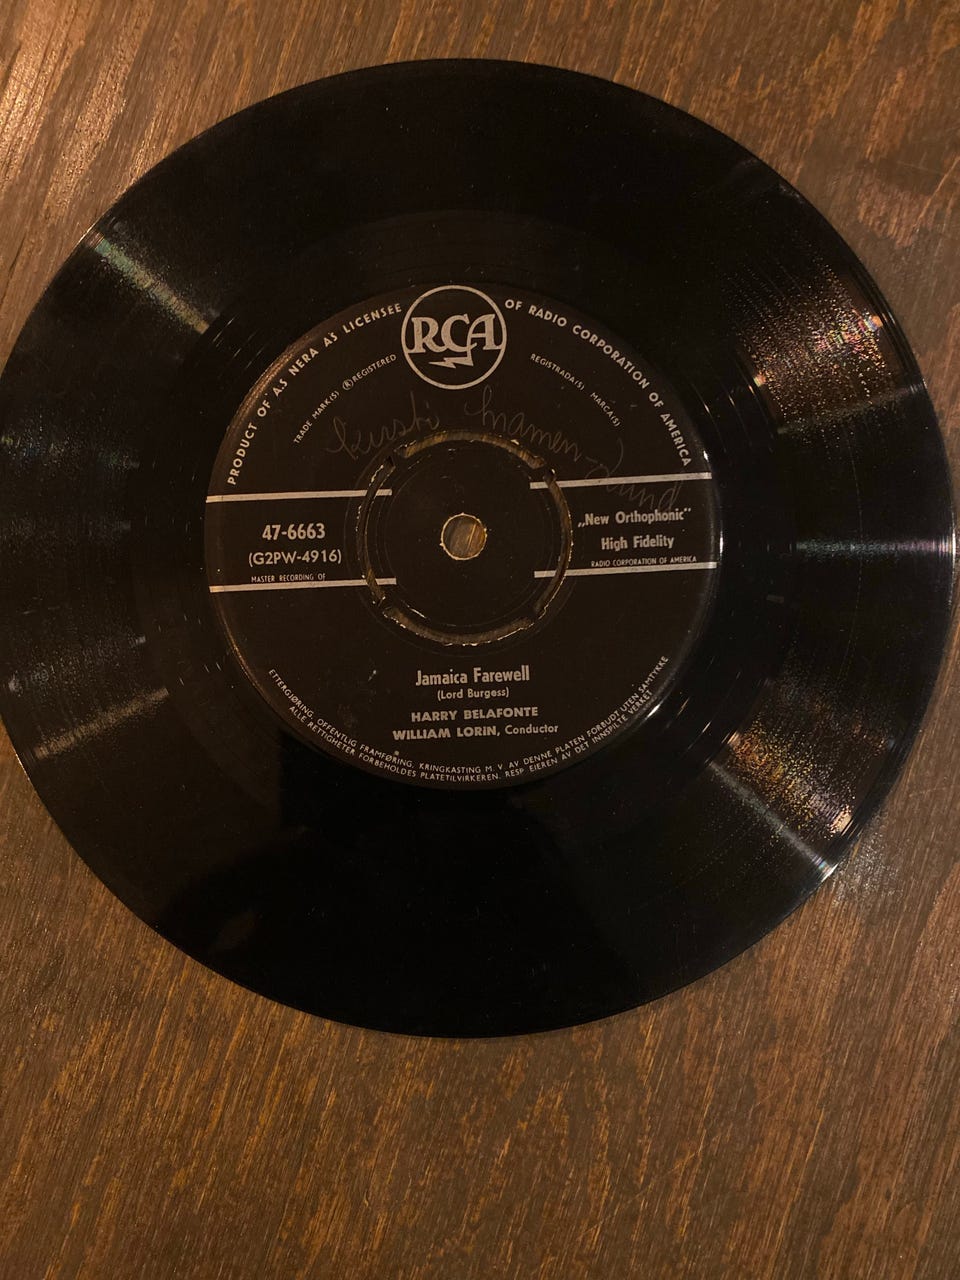 PRODUCT OF A.S NERA AS LICENSEE OF RADIO CORPORATION OF AMERICA
RCA
TRADE MARK(S) ® REGISTERED REGISTRADA(S) MARCA(S)
47-6663
(G2PW-4916)
MASTER RECORDING OF
„New Orthophonic"
High Fidelity
RADIO CORPORATION OF AMERICA
Jamaica Farewell
(Lord Burgess)
HARRY BELAFONTE
WILLIAM LORIN, Conductor
ETTERGJØRING, OFFENTLIG FRAMFØRING, KRINGKASTING M. V. AV DENNE PLATEN FORBUDT UTEN SAMTYKKE
ALLE RETTIGHETER FORBEHOLDES PLATETILVIRKEREN. RESP EIEREN AV DET INNSPILTE VERKET